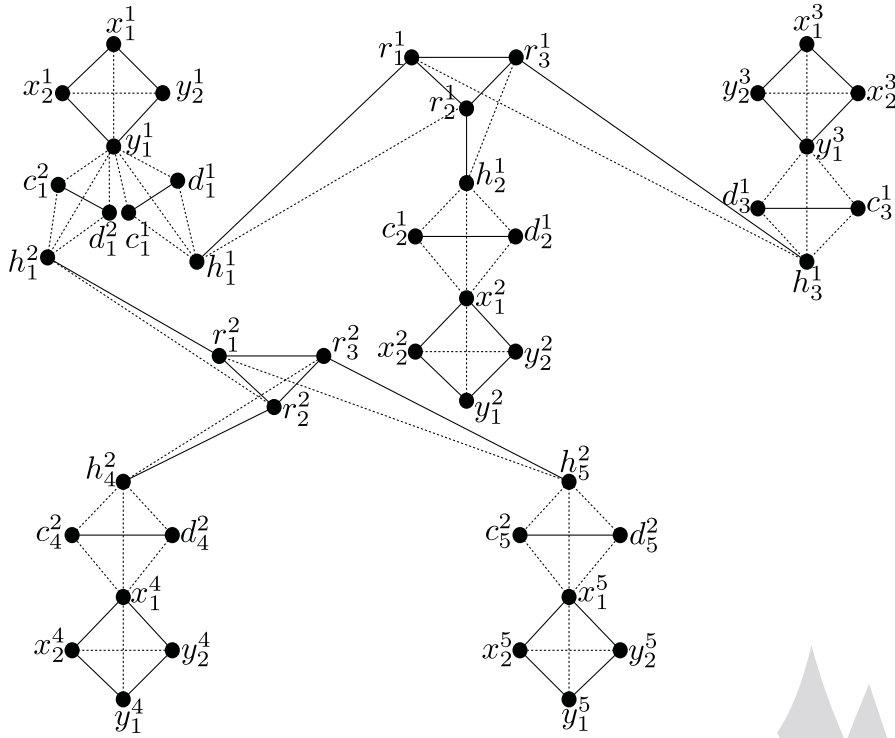 x_1^1 r_1^1 r_3^1 x_1^3
x_2^1 y_2^1 r_2^1 y_2^3 x_2^3
y_1^1 y_1^3
c_1^2 d_1^1 h_2^1
d_1^2 c_1^1 c_2^1 d_2^1 d_3^1 c_3^1
h_1^2 h_1^1 h_3^1
x_1^2
r_1^2 r_3^2 x_2^2 y_2^2
r_2^2 y_1^2
h_4^2 h_5^2
c_4^2 d_4^2 c_5^2 d_5^2
x_1^4 x_1^5
x_2^4 y_2^4 x_2^5 y_2^5
y_1^4 y_1^5